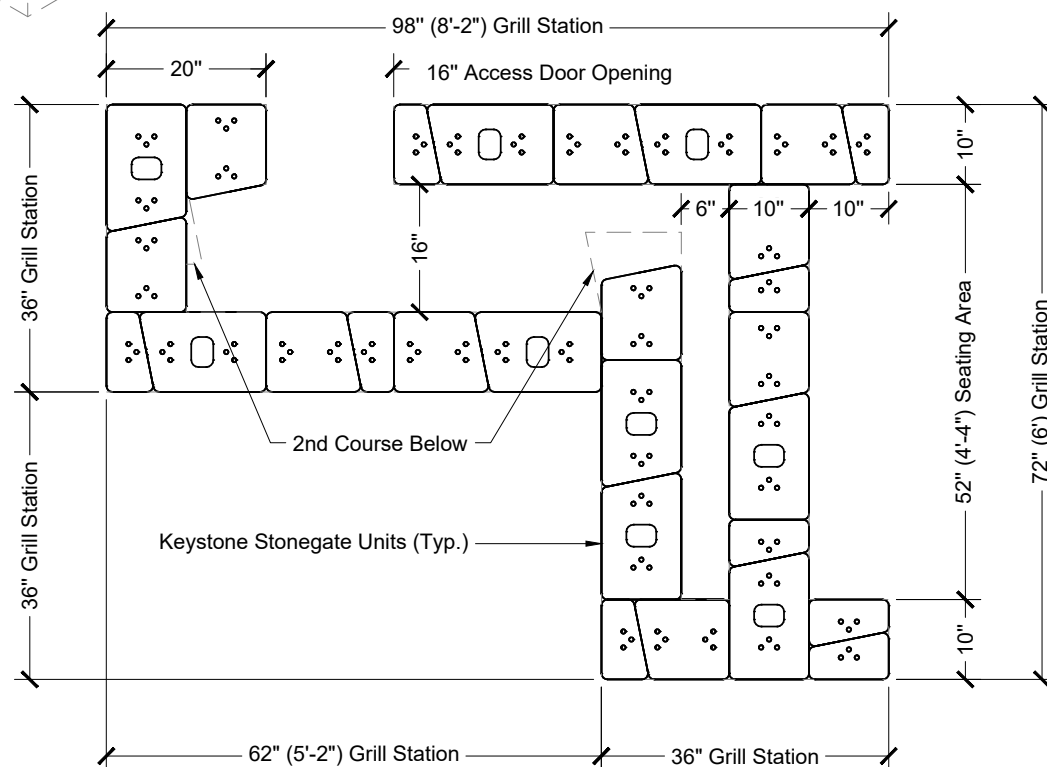 98" (8'-2") Grill Station
20"
16" Access Door Opening
36" Grill Station
10"
6"
10"
10"
16"
52" (4'-4") Seating Area
72" (6') Grill Station
2nd Course Below
36" Grill Station
Keystone Stonegate Units (Typ.)
10"
62" (5'-2") Grill Station
36" Grill Station